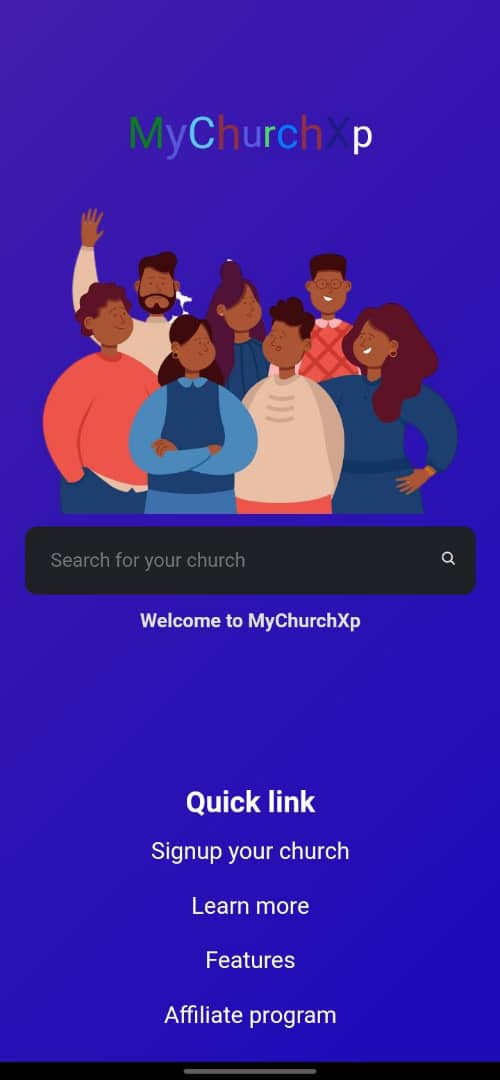 MyChurchXp
Search for your church
Welcome to MyChurchXp
Quick link
Signup your church
Learn more
Features
Affiliate program